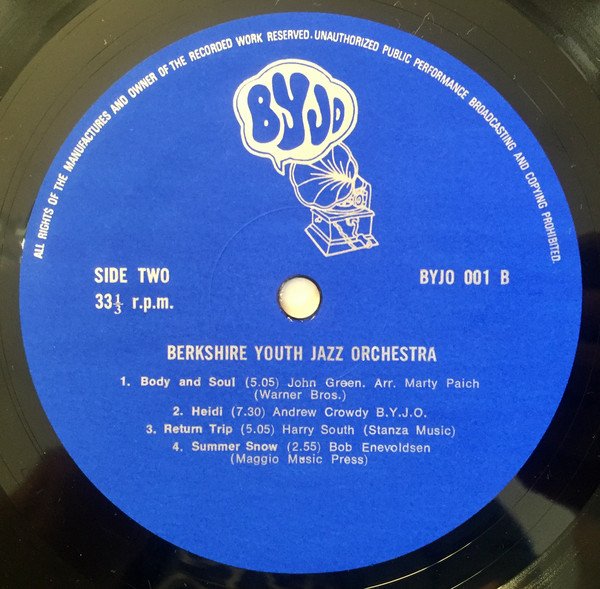 ALL RIGHTS OF THE MANUFACTURES AND OWNER OF THE RECORDED WORK RESERVED. UNAUTHORIZED PUBLIC PERFORMANCE BROADCASTING AND COPYING PROHIBITED.
BYJO
SIDE TWO
33⅓ r.p.m.
BYJO 001 B
BERKSHIRE YOUTH JAZZ ORCHESTRA
1. Body and Soul (5.05) John Green. Arr. Marty Paich
(Warner Bros.)
2. Heidi (7.30) Andrew Crowdy B.Y.J.O.
3. Return Trip (5.05) Harry South (Stanza Music)
4. Summer Snow (2.55) Bob Enevoldsen
(Maggio Music Press)